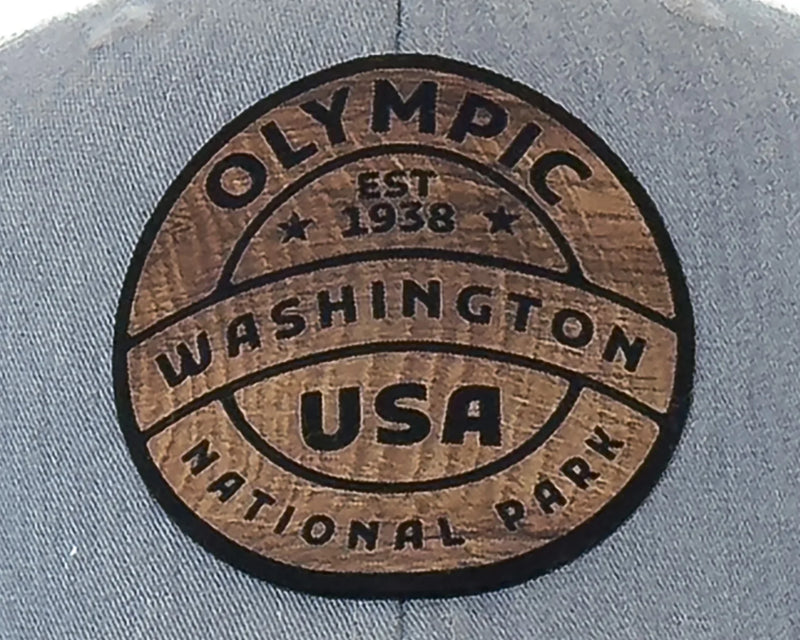 OLYMPIC
EST
1938
WASHINGTON
USA
NATIONAL PARK